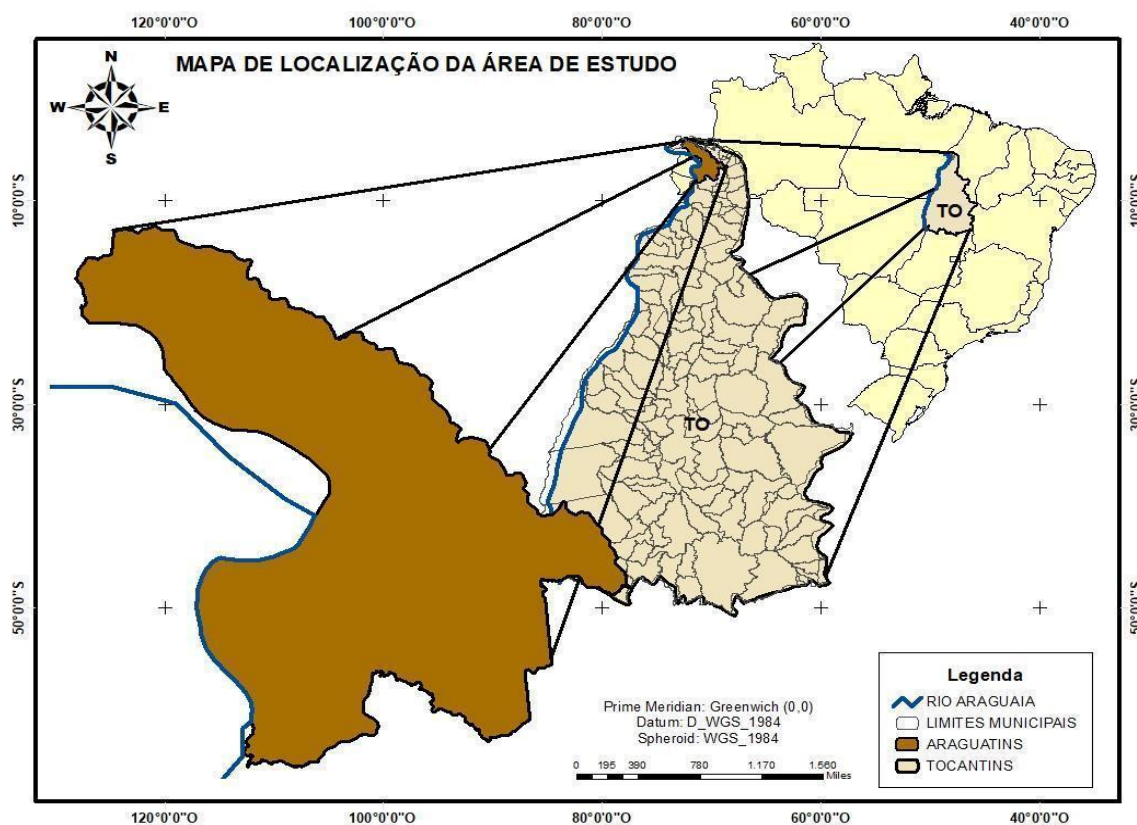 120°0'0"O 100°0'0"O 80°0'0"O 60°0'0"O 40°0'0"O
N
W E
S
MAPA DE LOCALIZAÇÃO DA ÁREA DE ESTUDO
10°0'0"S
10°0'0"S
TO
30°0'0"S
30°0'0"S
TO
50°0'0"S
50°0'0"S
Prime Meridian: Greenwich (0,0)
Datum: D_WGS_1984
Spheroid: WGS_1984
0 195 390 780 1.170 1.560
Miles
Legenda
RIO ARAGUAIA
LIMITES MUNICIPAIS
ARAGUATINS
TOCANTINS
120°0'0"O 100°0'0"O 80°0'0"O 60°0'0"O 40°0'0"O